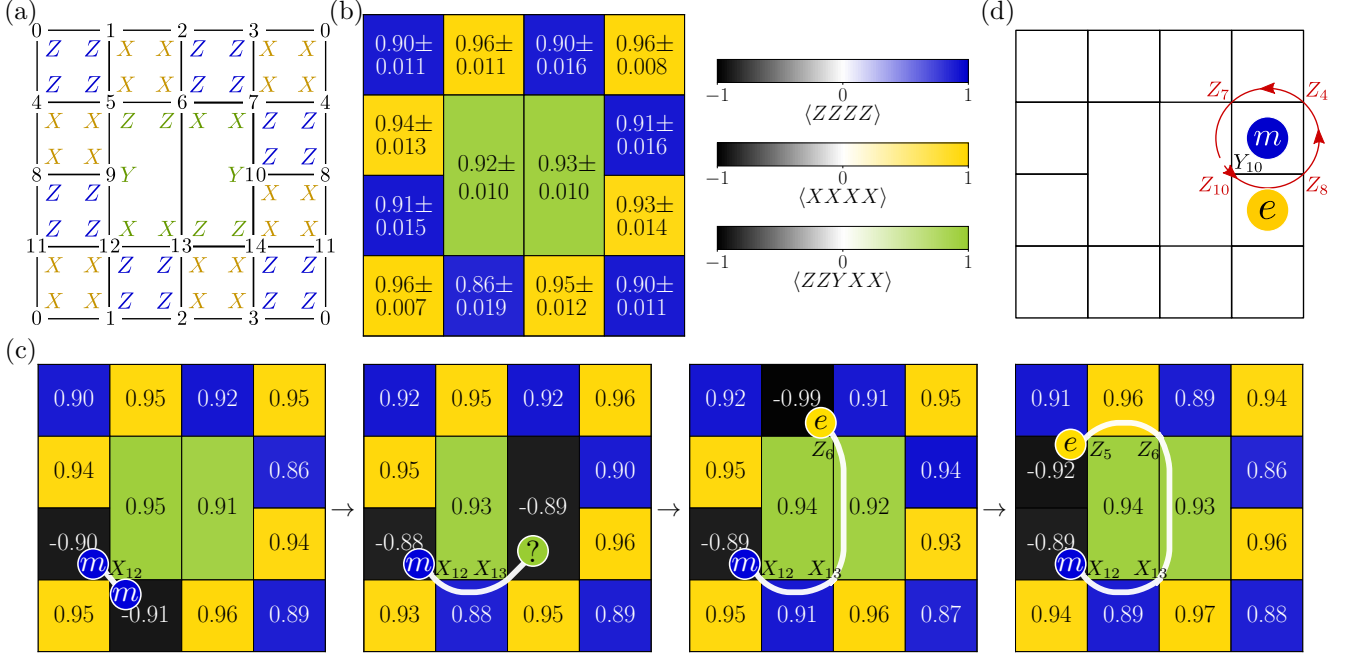 (a)
0 1 2 3 0
Z Z X X Z Z X X
Z Z X X Z Z X X
4 5 6 7 4
X X Z Z X X Z Z
X X Z Z
8 9 Y Y 10 8
Z Z X X
Z Z X X Z Z X X
11 12 13 14 11
X X Z Z X X Z Z
X X Z Z X X Z Z
0 1 2 3 0
(b)
0.90± 0.96± 0.90± 0.96±
0.011 0.011 0.016 0.008
0.94± 0.91±
0.013 0.016
0.92± 0.93±
0.010 0.010
0.91± 0.93±
0.015 0.014
0.96± 0.86± 0.95± 0.90±
0.007 0.019 0.012 0.011
−1 0 1
⟨ZZZZ⟩
−1 0 1
⟨XXXX⟩
−1 0 1
⟨ZZYXX⟩
(d)
Z7 Z4
m
Y10
Z10 Z8
e
(c)
0.90 0.95 0.92 0.95
0.94 0.86
0.95 0.91
-0.90 0.94
m X12
m
0.95 -0.91 0.96 0.89
→
0.92 0.95 0.92 0.96
0.95 0.90
0.93 -0.89
-0.88 0.96
m X12 X13 ?
0.93 0.88 0.95 0.89
→
0.92 -0.99 0.91 0.95
e
Z6
0.95 0.94
0.94 0.92
-0.89 0.93
m X12 X13
0.95 0.91 0.96 0.87
→
0.91 0.96 0.89 0.94
e Z5 Z6
-0.92 0.86
0.94 0.93
-0.89 0.96
m X12 X13
0.94 0.89 0.97 0.88